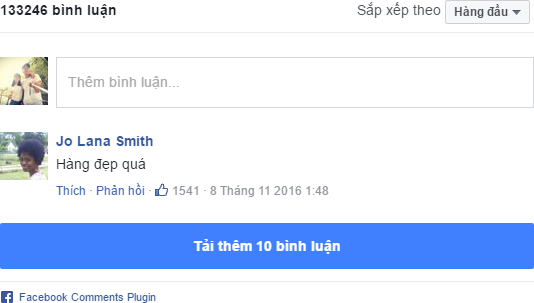 133246 bình luận
Sắp xếp theo Hàng đầu
Thêm bình luận...
Jo Lana Smith
Hàng đẹp quá
Thích · Phản hồi · 1541 · 8 Tháng 11 2016 1:48
Tải thêm 10 bình luận
Facebook Comments Plugin